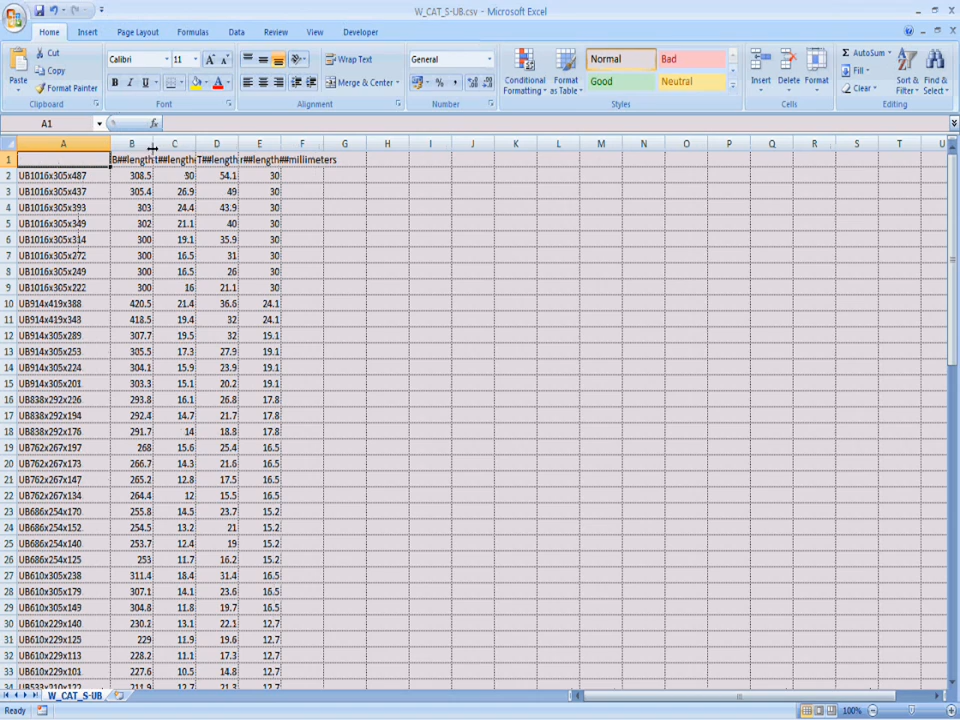 W_CAT_S-UB.csv - Microsoft Excel
Home Insert Page Layout Formulas Data Review View Developer
Paste Cut Copy Format Painter Clipboard
Calibri 11 A A B I U A Font
Wrap Text Merge & Center Alignment
General % , Number
Conditional Formatting Format as Table Normal Bad Good Neutral Styles
Insert Delete Format Cells
Σ AutoSum Fill Clear Sort & Filter Find & Select Editing
A1 fx
A B C D E F G H I J K L M N O P Q R S T U
1 B##length t##length T##length r##length##millimeters
2 UB1016x305x487 308.5 30 54.1 30
3 UB1016x305x437 305.4 26.9 49 30
4 UB1016x305x393 303 24.4 43.9 30
5 UB1016x305x349 302 21.1 40 30
6 UB1016x305x314 300 19.1 35.9 30
7 UB1016x305x272 300 16.5 31 30
8 UB1016x305x249 300 16.5 26 30
9 UB1016x305x222 300 16 21.1 30
10 UB914x419x388 420.5 21.4 36.6 24.1
11 UB914x419x343 418.5 19.4 32 24.1
12 UB914x305x289 307.7 19.5 32 19.1
13 UB914x305x253 305.5 17.3 27.9 19.1
14 UB914x305x224 304.1 15.9 23.9 19.1
15 UB914x305x201 303.3 15.1 20.2 19.1
16 UB838x292x226 293.8 16.1 26.8 17.8
17 UB838x292x194 292.4 14.7 21.7 17.8
18 UB838x292x176 291.7 14 18.8 17.8
19 UB762x267x197 268 15.6 25.4 16.5
20 UB762x267x173 266.7 14.3 21.6 16.5
21 UB762x267x147 265.2 12.8 17.5 16.5
22 UB762x267x134 264.4 12 15.5 16.5
23 UB686x254x170 255.8 14.5 23.7 15.2
24 UB686x254x152 254.5 13.2 21 15.2
25 UB686x254x140 253.7 12.4 19 15.2
26 UB686x254x125 253 11.7 16.2 15.2
27 UB610x305x238 311.4 18.4 31.4 16.5
28 UB610x305x179 307.1 14.1 23.6 16.5
29 UB610x305x149 304.8 11.8 19.7 16.5
30 UB610x229x140 230.2 13.1 22.1 12.7
31 UB610x229x125 229 11.9 19.6 12.7
32 UB610x229x113 228.2 11.1 17.3 12.7
33 UB610x229x101 227.6 10.5 14.8 12.7
34 UB533x210x122 211.9 12.7 21.3 12.7
W_CAT_S-UB
Ready 100%